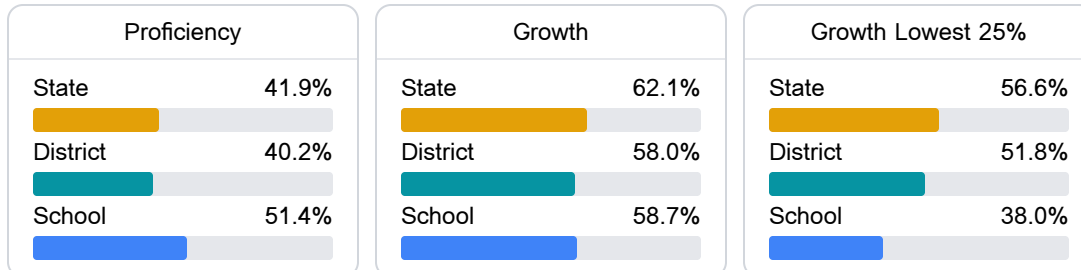 Proficiency
State 41.9%
District 40.2%
School 51.4%
Growth
State 62.1%
District 58.0%
School 58.7%
Growth Lowest 25%
State 56.6%
District 51.8%
School 38.0%